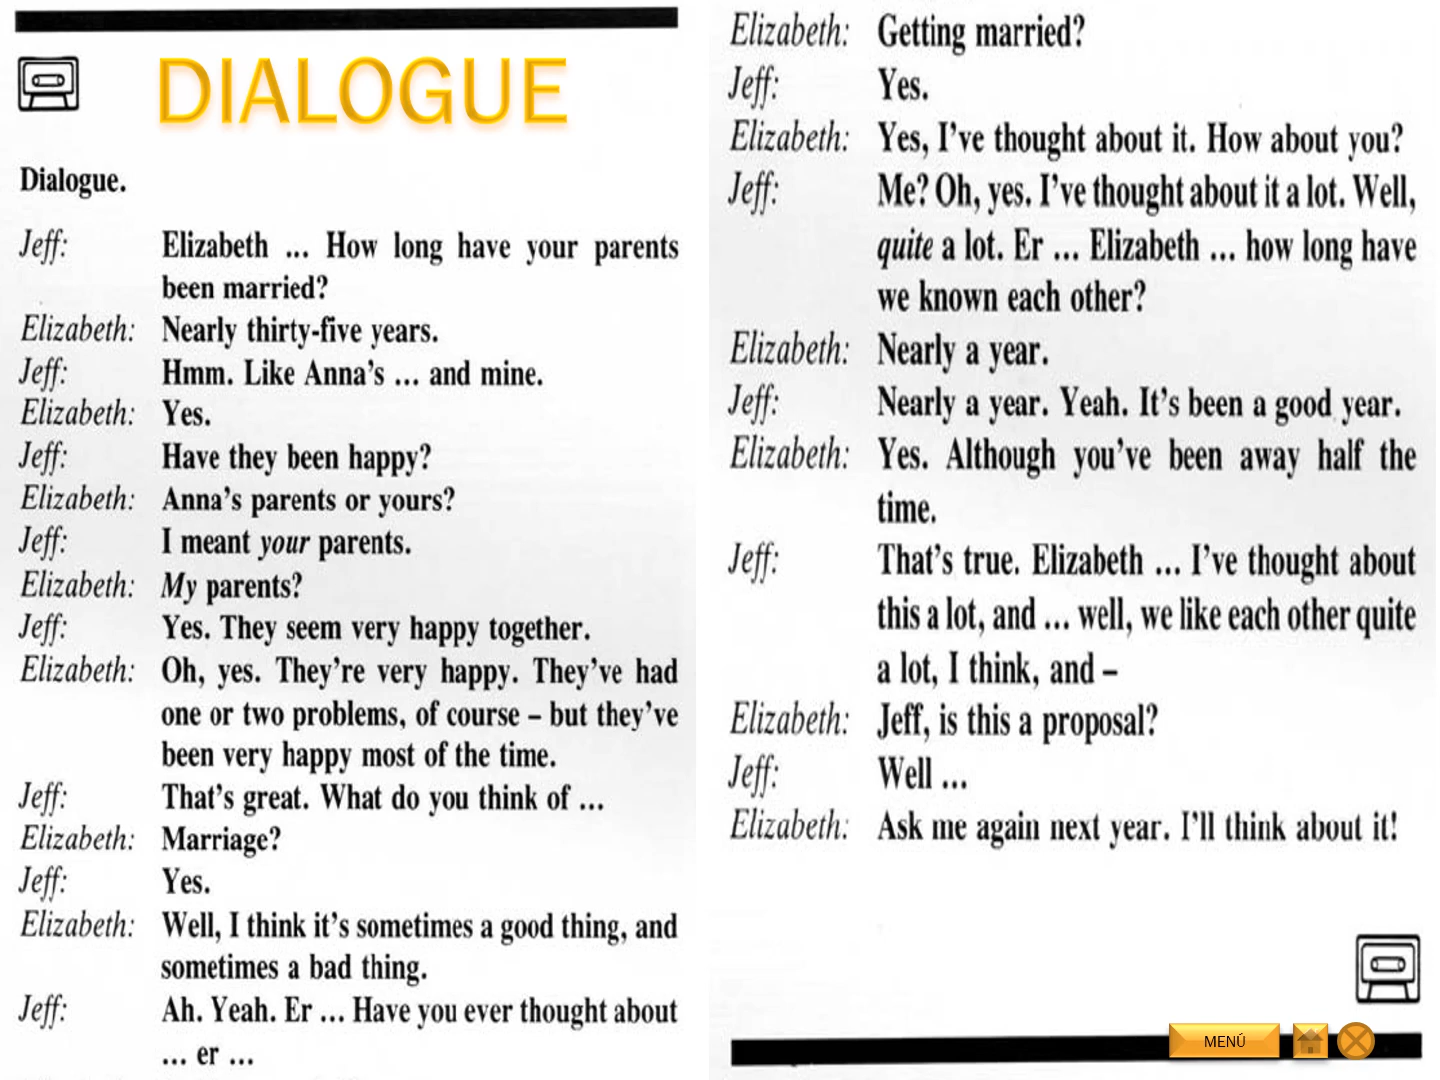 DIALOGUE
Dialogue.
Jeff: Elizabeth ... How long have your parents
been married?
Elizabeth: Nearly thirty-five years.
Jeff: Hmm. Like Anna's ... and mine.
Elizabeth: Yes.
Jeff: Have they been happy?
Elizabeth: Anna's parents or yours?
Jeff: I meant your parents.
Elizabeth: My parents?
Jeff: Yes. They seem very happy together.
Elizabeth: Oh, yes. They're very happy. They've had
one or two problems, of course – but they've
been very happy most of the time.
Jeff: That's great. What do you think of ...
Elizabeth: Marriage?
Jeff: Yes.
Elizabeth: Well, I think it's sometimes a good thing, and
sometimes a bad thing.
Jeff: Ah. Yeah. Er ... Have you ever thought about
... er ...
Elizabeth: Getting married?
Jeff: Yes.
Elizabeth: Yes, I've thought about it. How about you?
Jeff: Me? Oh, yes. I've thought about it a lot. Well,
quite a lot. Er ... Elizabeth ... how long have
we known each other?
Elizabeth: Nearly a year.
Jeff: Nearly a year. Yeah. It's been a good year.
Elizabeth: Yes. Although you've been away half the
time.
Jeff: That's true. Elizabeth ... I've thought about
this a lot, and ... well, we like each other quite
a lot, I think, and –
Elizabeth: Jeff, is this a proposal?
Jeff: Well ...
Elizabeth: Ask me again next year. I'll think about it!
MENÚ